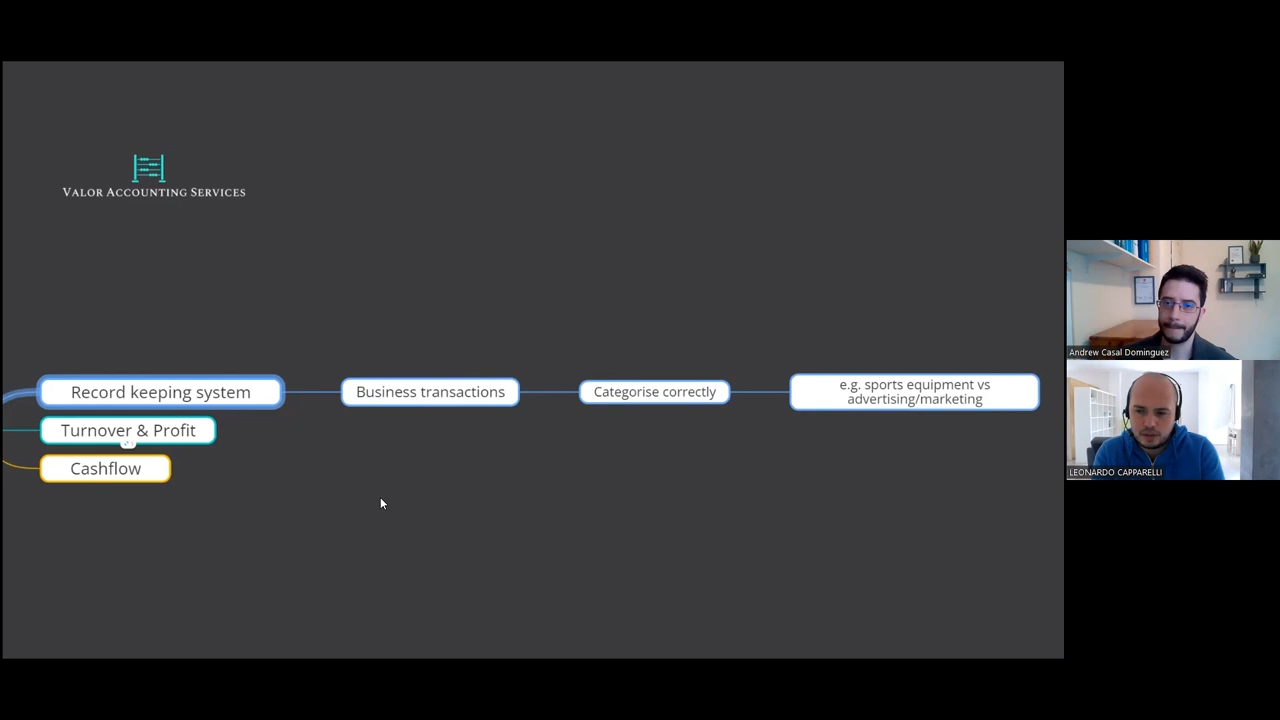 VALOR ACCOUNTING SERVICES
Record keeping system
Business transactions
Categorise correctly
e.g. sports equipment vs
advertising/marketing
Turnover & Profit
Cashflow
Andrew Casal Dominguez
LEONARDO CAPPARELLI